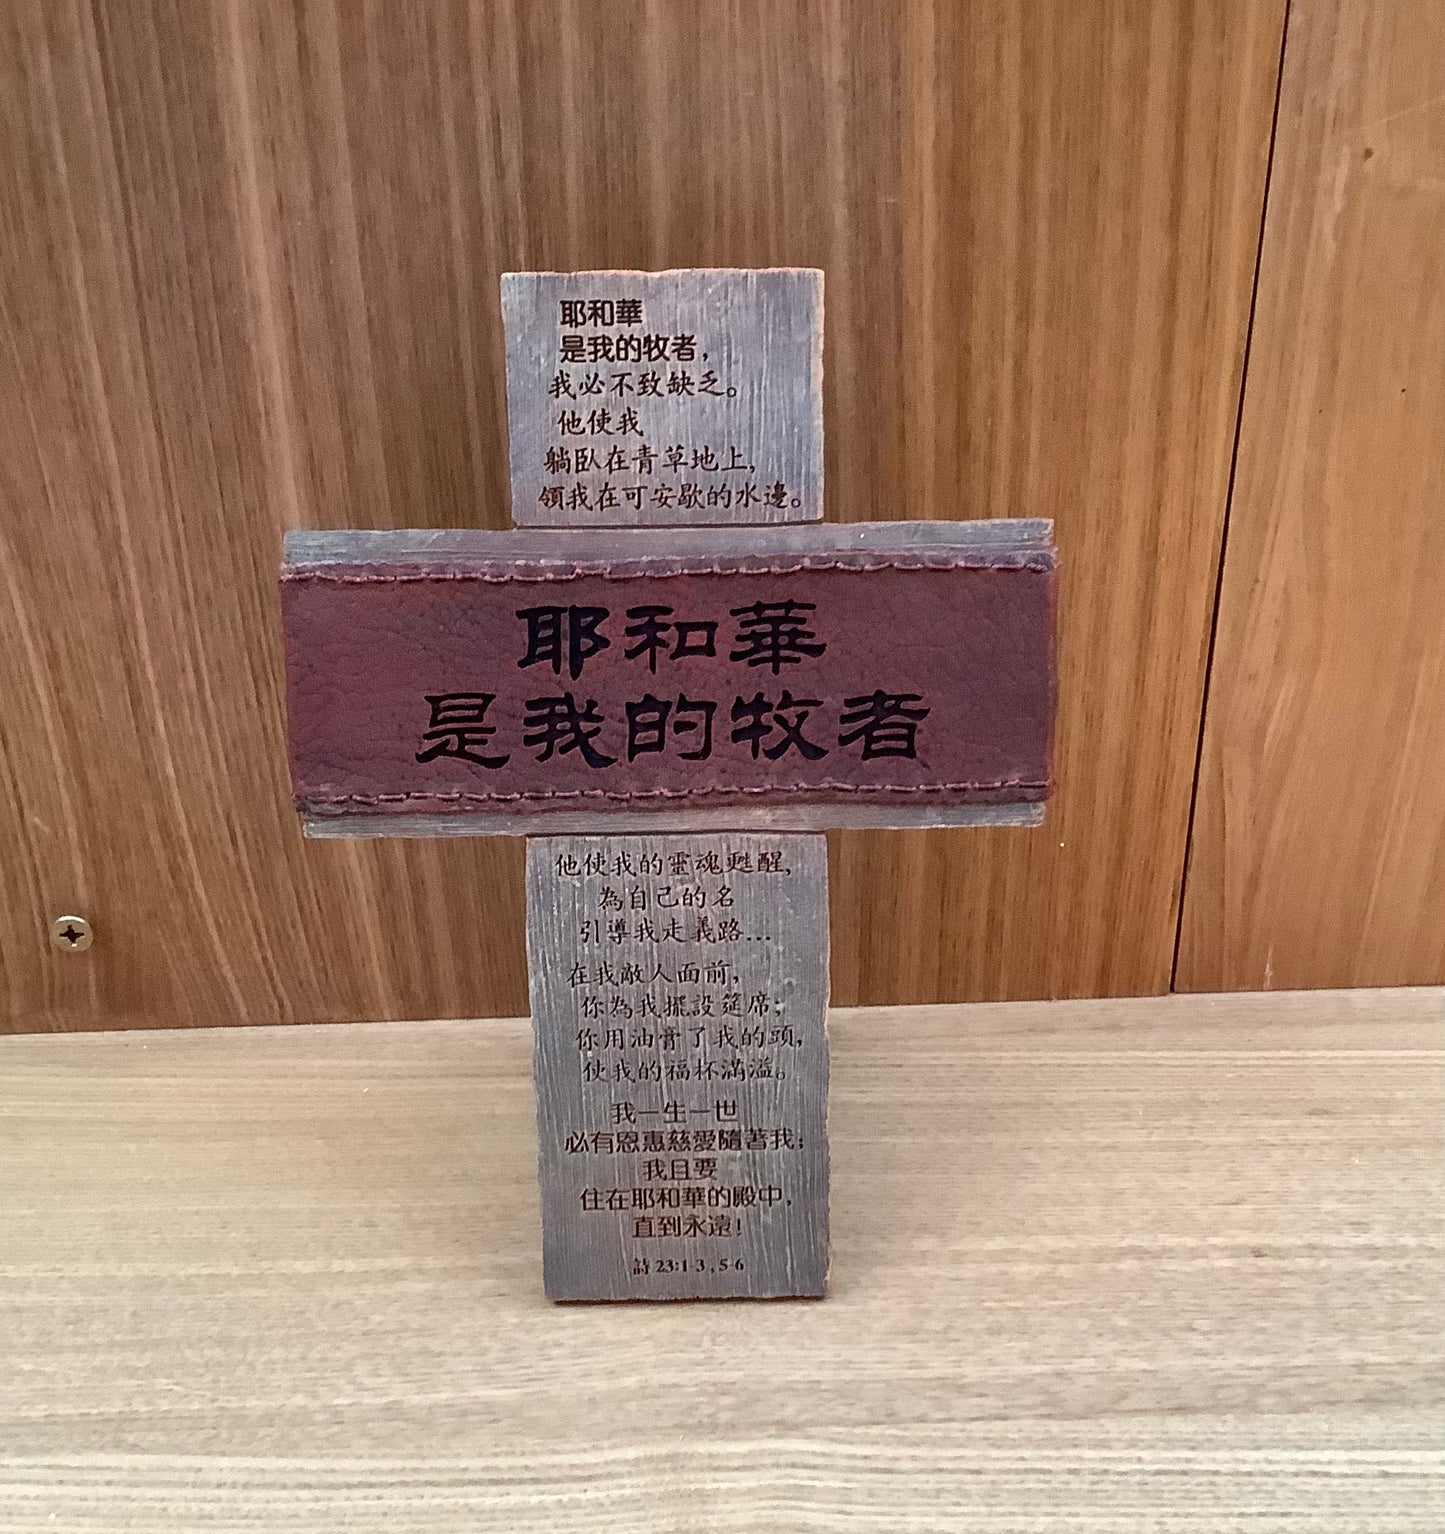 耶和華
是我的牧者，
我必不致缺乏。
他使我
躺臥在青草地上，
領我在可安歇的水邊。
耶和華
是我的牧者
他使我的靈魂甦醒，
為自己的名
引導我走義路…
在我敵人面前，
你為我擺設筵席；
你用油膏了我的頭，
使我的福杯滿溢。
我一生一世
必有恩惠慈愛隨著我；
我且要
住在耶和華的殿中，
直到永遠！
詩 23:1-3 , 5-6